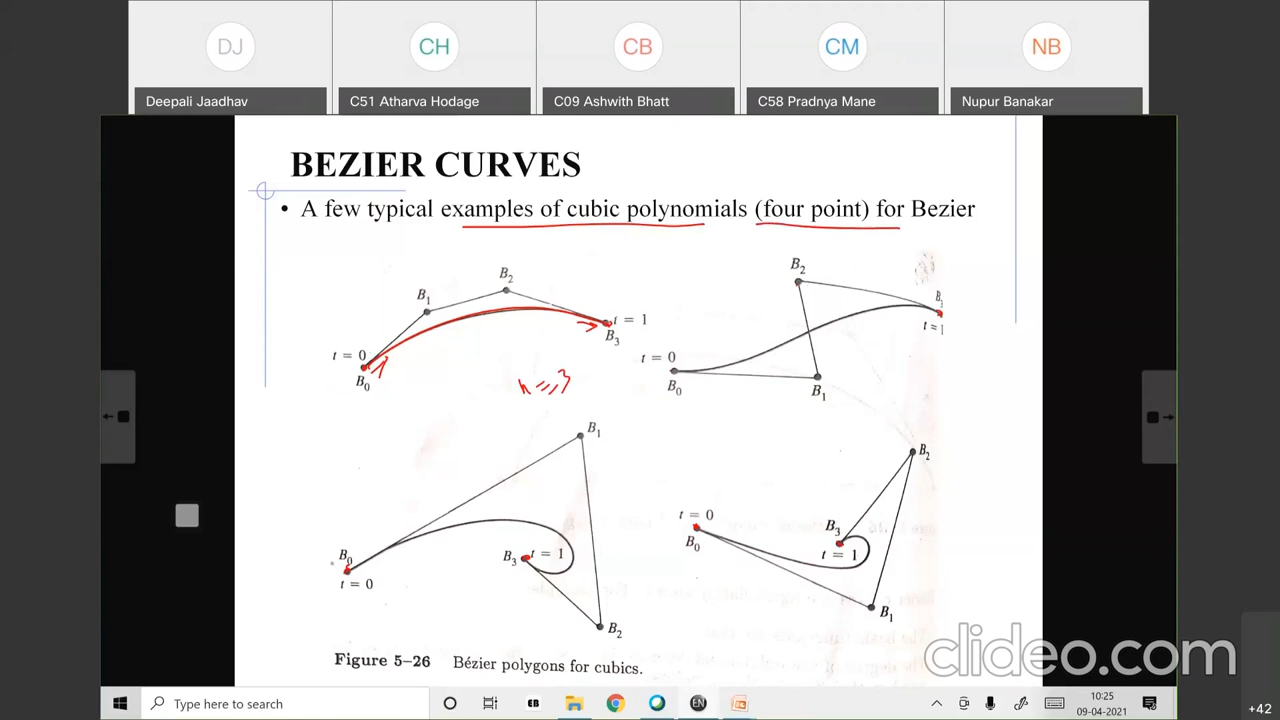 DJ
CH
CB
CM
NB
Deepali Jaadhav
C51 Atharva Hodage
C09 Ashwith Bhatt
C58 Pradnya Mane
Nupur Banakar
BEZIER CURVES
• A few typical examples of cubic polynomials (four point) for Bezier
B2
B1
t = 1
B3
t = 0
B0
n = 3
B2
t = 1
t = 0
B0
B1
B1
B0
t = 0
B3
t = 1
B2
B2
t = 0
B0
B3
t = 1
B1
Figure 5–26 Bézier polygons for cubics.
clideo.com
Type here to search
EB
EN
10:25
09-04-2021
+42